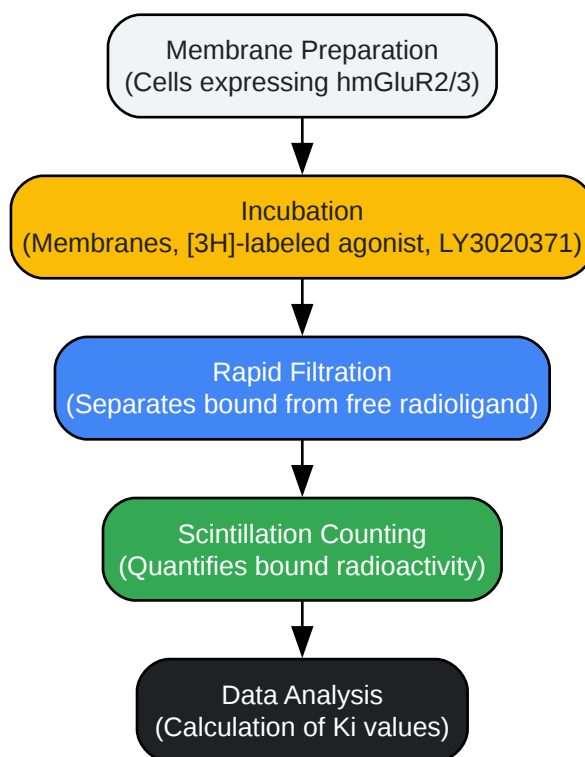 Membrane Preparation
(Cells expressing hmGluR2/3)
Incubation
(Membranes, [3H]-labeled agonist, LY3020371)
Rapid Filtration
(Separates bound from free radioligand)
Scintillation Counting
(Quantifies bound radioactivity)
Data Analysis
(Calculation of Ki values)